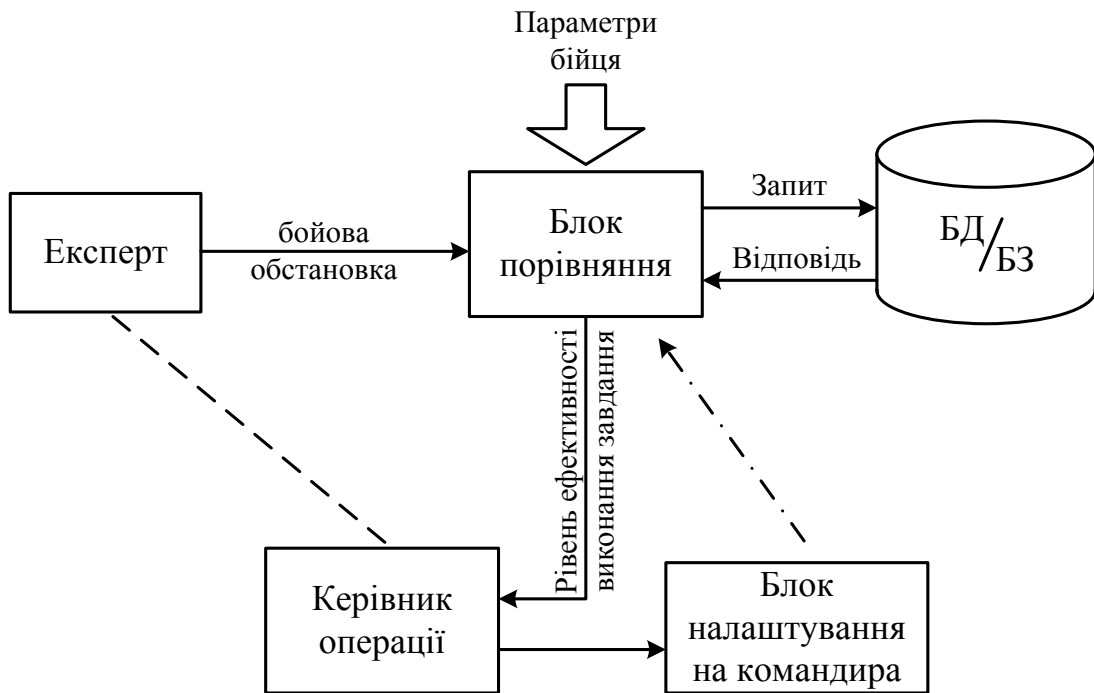 Параметри
бійця
Експерт
бойова
обстановка
Блок
порівняння
Запит
Відповідь
БД/БЗ
Рівень ефективності
виконання завдання
Керівник
операції
Блок
налаштування
на командира